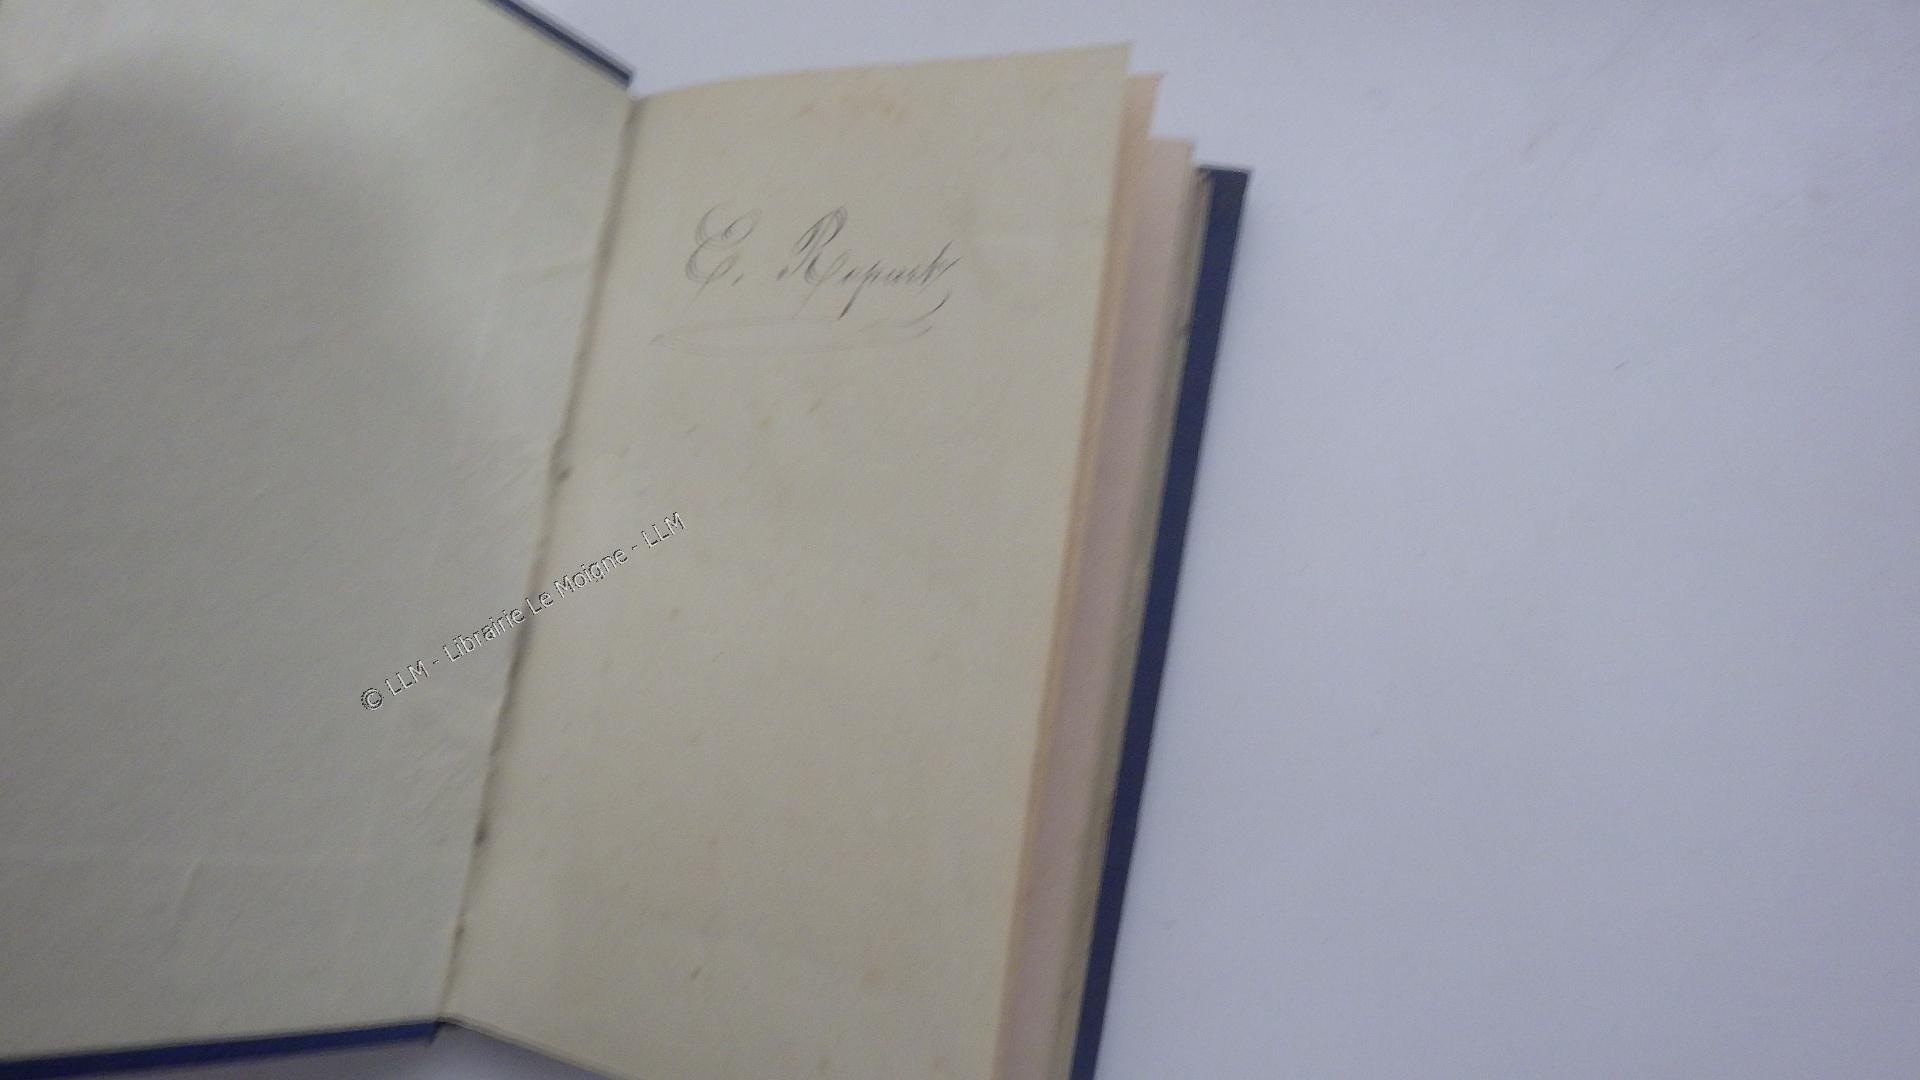 E. Ropart
© LLM - Librairie Le Moigne - LLM